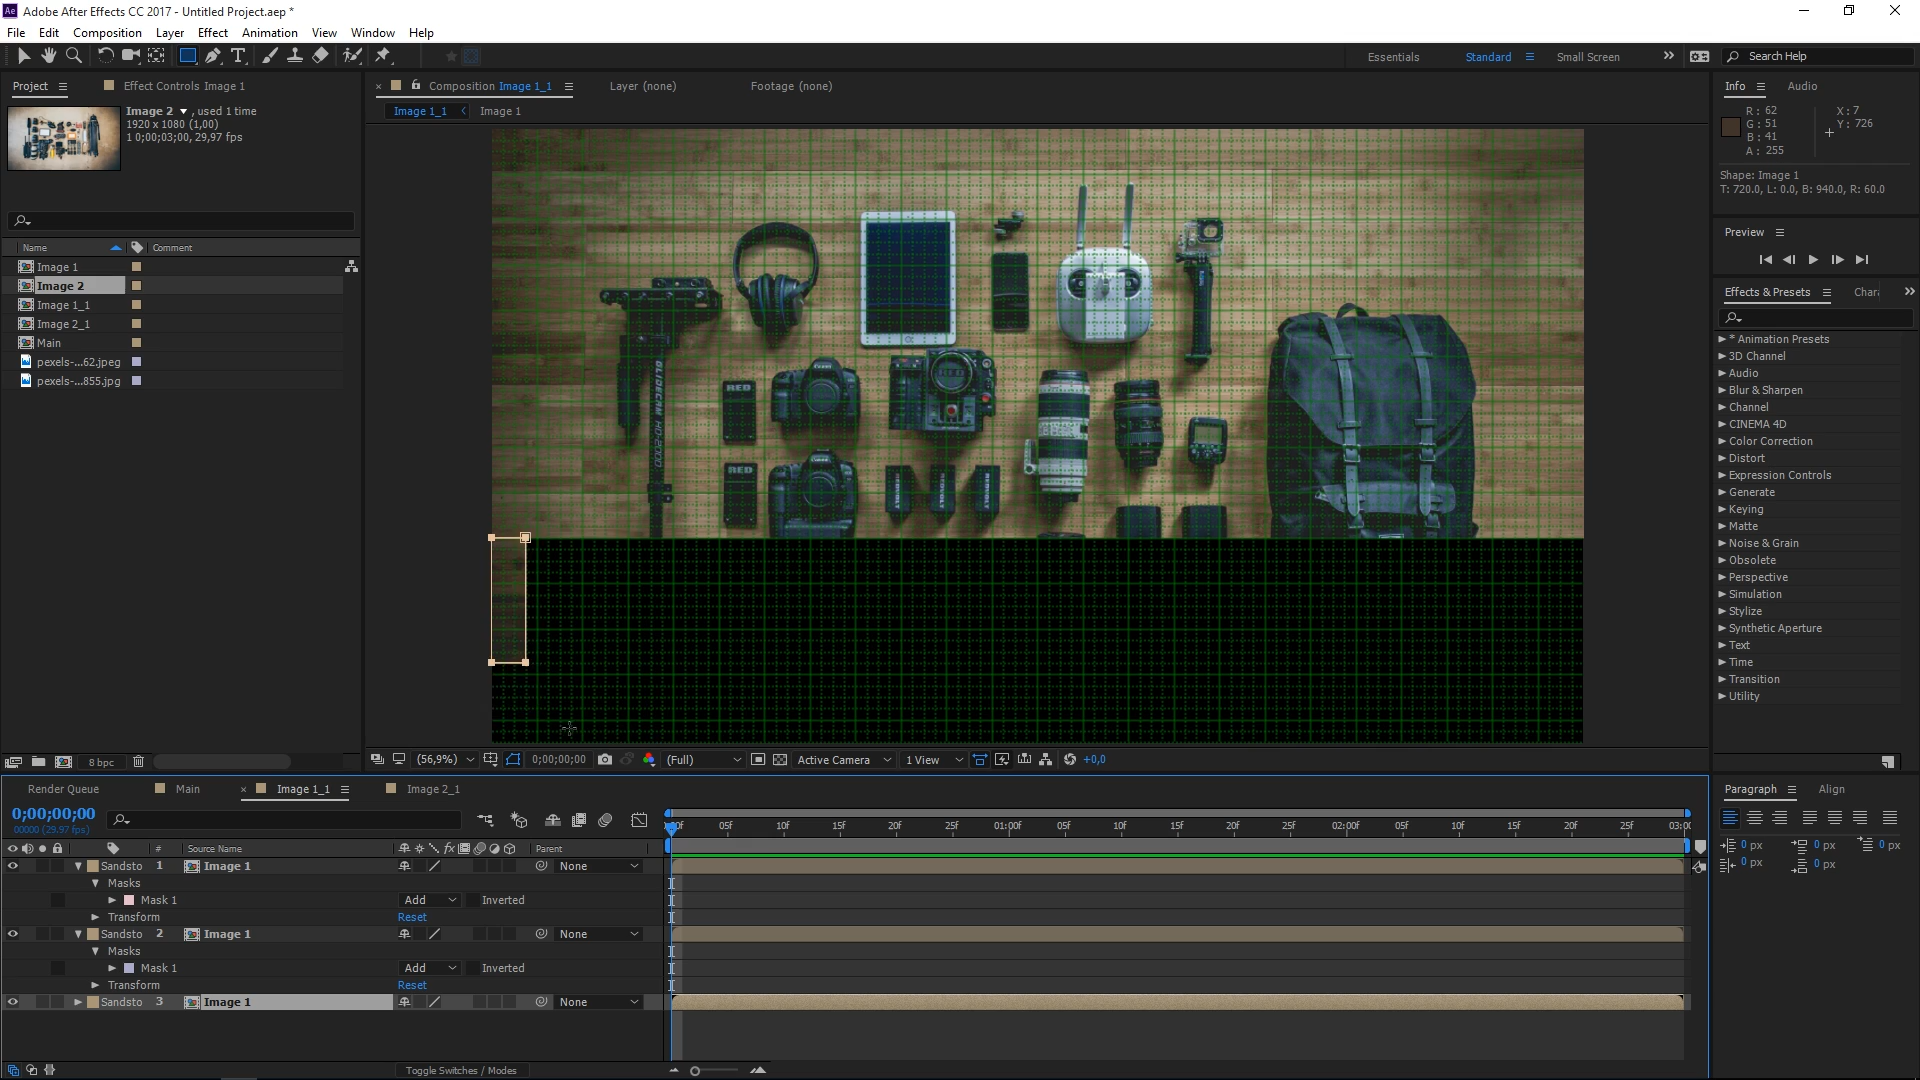 Ae Adobe After Effects CC 2017 - Untitled Project.aep *
File Edit Composition Layer Effect Animation View Window Help
Essentials Standard Small Screen Search Help
Project Effect Controls Image 1
Image 2 , used 1 time
1920 x 1080 (1,00)
1 0;00;03;00, 29,97 fps
Name Comment
Image 1
Image 2
Image 1_1
Image 2_1
Main
pexels-...62.jpeg
pexels-...855.jpg
8 bpc
Composition Image 1_1 Layer (none) Footage (none)
Image 1_1 Image 1
GLIDECAM HD-2000
RED
RED
RED
(56,9%) 0;00;00;00 (Full) Active Camera 1 View +0,0
Info Audio
R: 62
G: 51
B: 41
A: 255
X: 7
Y: 726
Shape: Image 1
T: 720.0, L: 0.0, B: 940.0, R: 60.0
Preview
Effects & Presets Char
* Animation Presets
3D Channel
Audio
Blur & Sharpen
Channel
CINEMA 4D
Color Correction
Distort
Expression Controls
Generate
Keying
Matte
Noise & Grain
Obsolete
Perspective
Simulation
Stylize
Synthetic Aperture
Text
Time
Transition
Utility
Render Queue Main Image 1_1 Image 2_1
0;00;00;00
00000 (29.97 fps)
05f 10f 15f 20f 25f 01:00f 05f 10f 15f 20f 25f 02:00f 05f 10f 15f 20f 25f 03:00
# Source Name fx Parent
Sandsto 1 Image 1 None
Masks
Mask 1 Add Inverted
Transform Reset
Sandsto 2 Image 1 None
Masks
Mask 1 Add Inverted
Transform Reset
Sandsto 3 Image 1 None
Toggle Switches / Modes
Paragraph Align
0 px 0 px 0 px
0 px 0 px